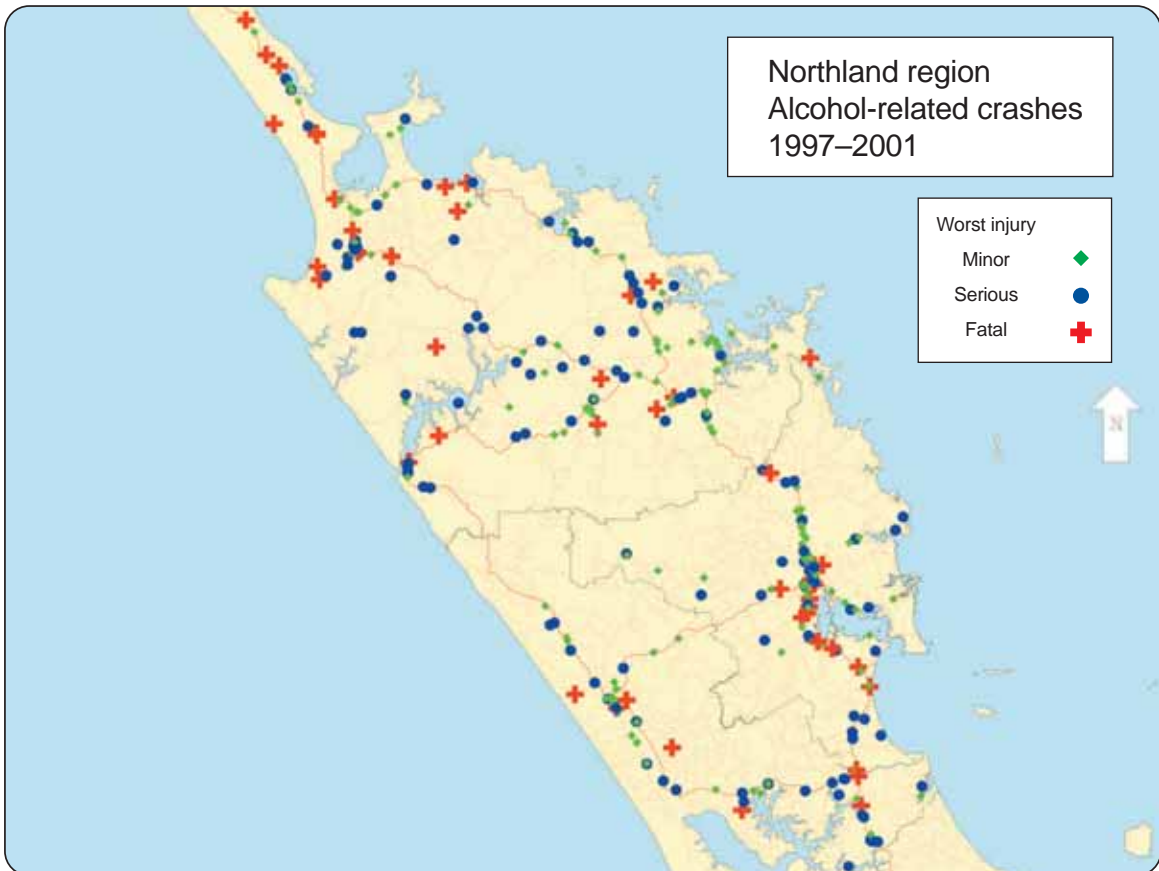 Northland region
Alcohol-related crashes
1997–2001
Worst injury
Minor
Serious
Fatal
N